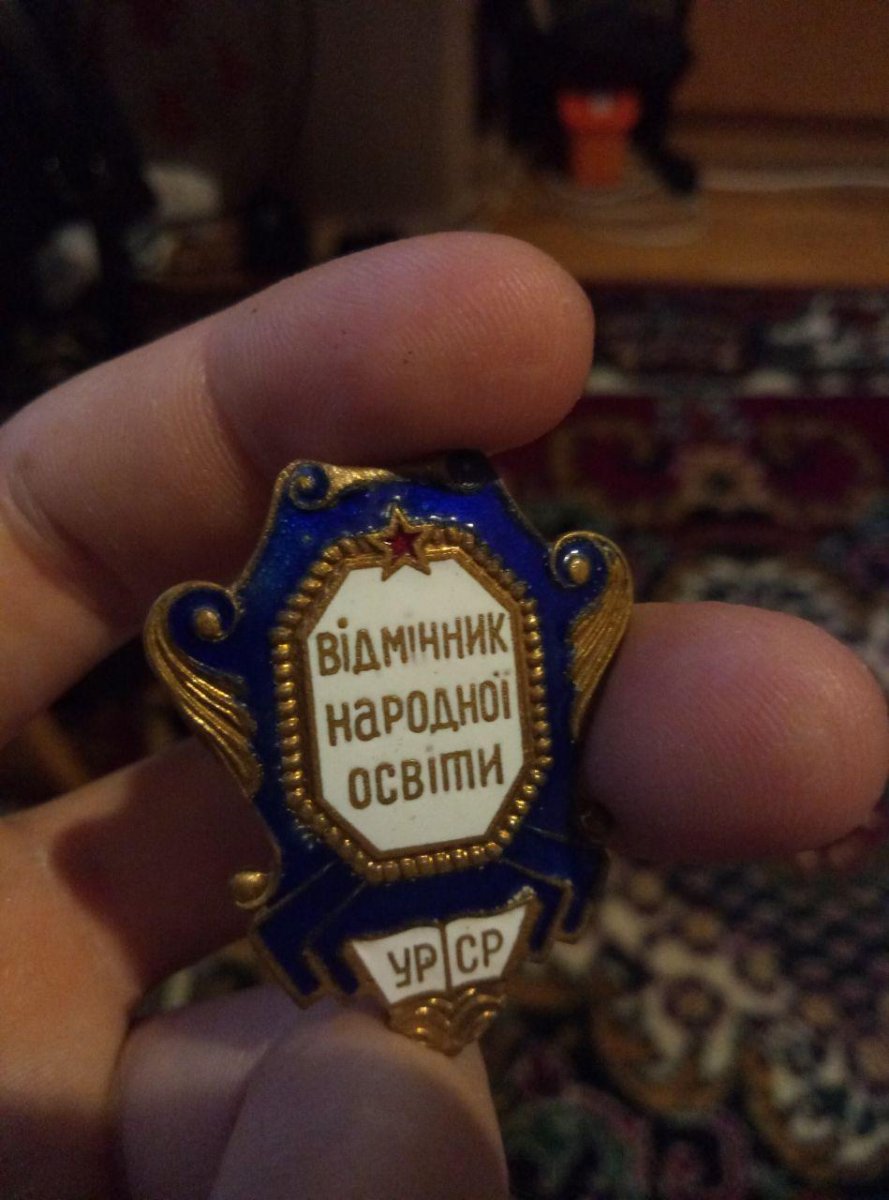 Відмінник
народної
освіти
УРСР